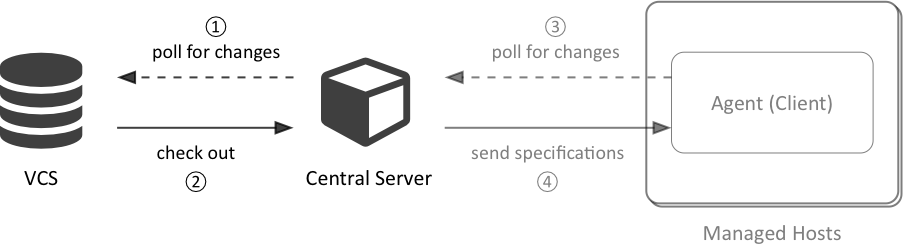 ①
poll for changes
check out
②
VCS
Central Server
③
poll for changes
send specifications
④
Agent (Client)
Managed Hosts